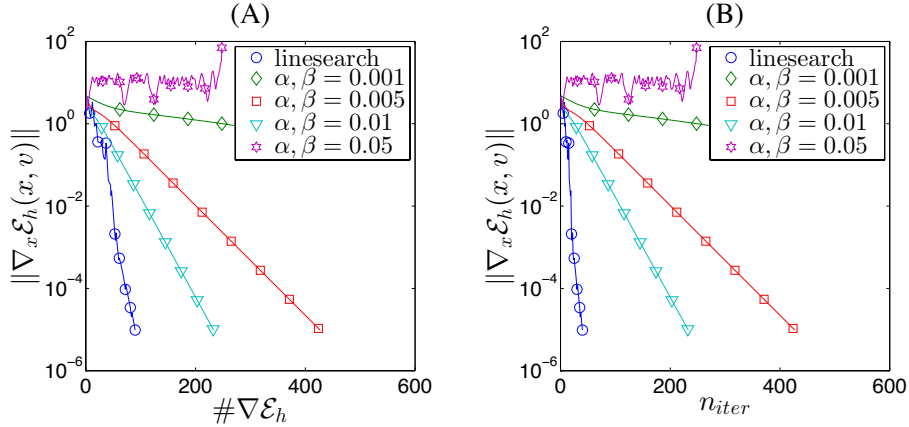 (A)
10^2
10^0
10^{-2}
10^{-4}
10^{-6}
0
200
400
600
‖∇_x ℰ_h(x, v)‖
#∇ℰ_h
linesearch
α, β = 0.001
α, β = 0.005
α, β = 0.01
α, β = 0.05
(B)
10^2
10^0
10^{-2}
10^{-4}
10^{-6}
0
200
400
600
‖∇_x ℰ_h(x, v)‖
n_{iter}
linesearch
α, β = 0.001
α, β = 0.005
α, β = 0.01
α, β = 0.05